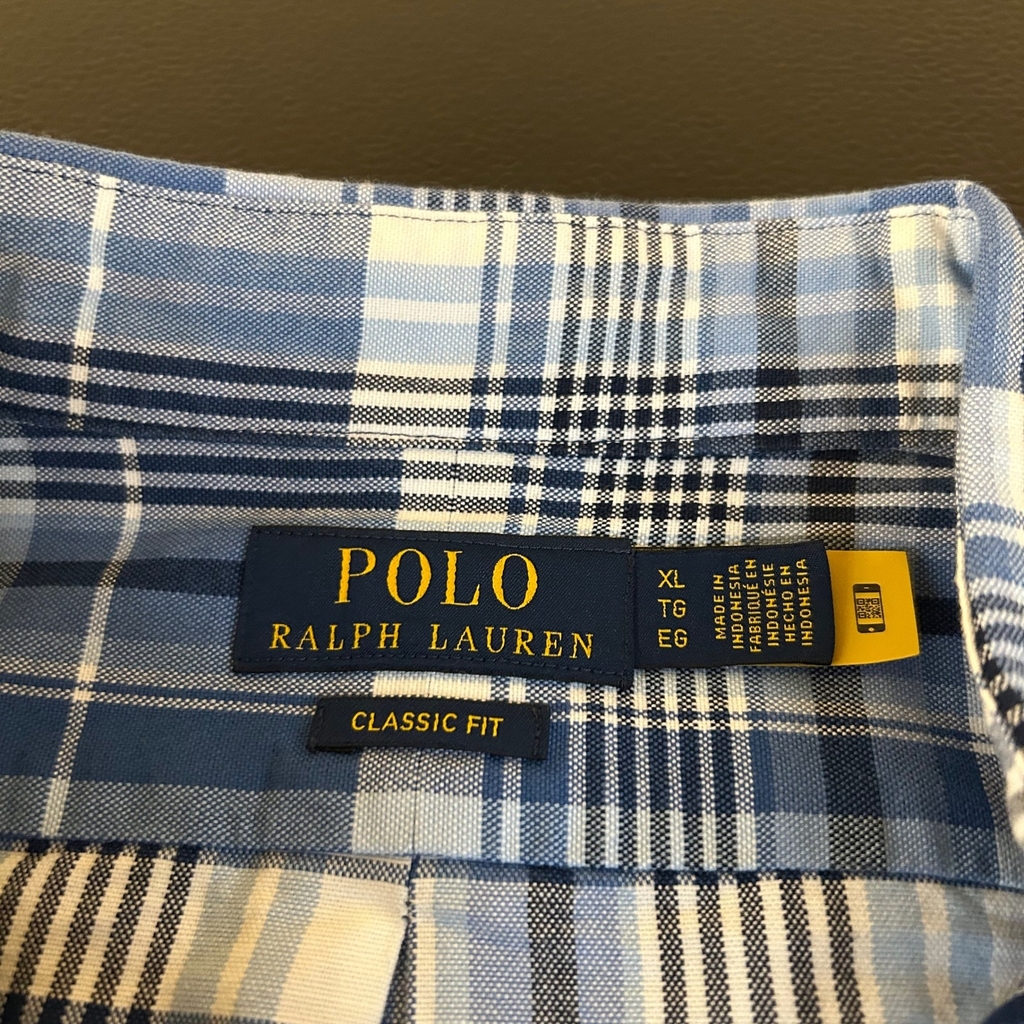 POLO
RALPH LAUREN
XL
TG
EG
MADE IN
INDONESIA
FABRIQUÉ EN
INDONÉSIE
HECHO EN
INDONESIA
CLASSIC FIT